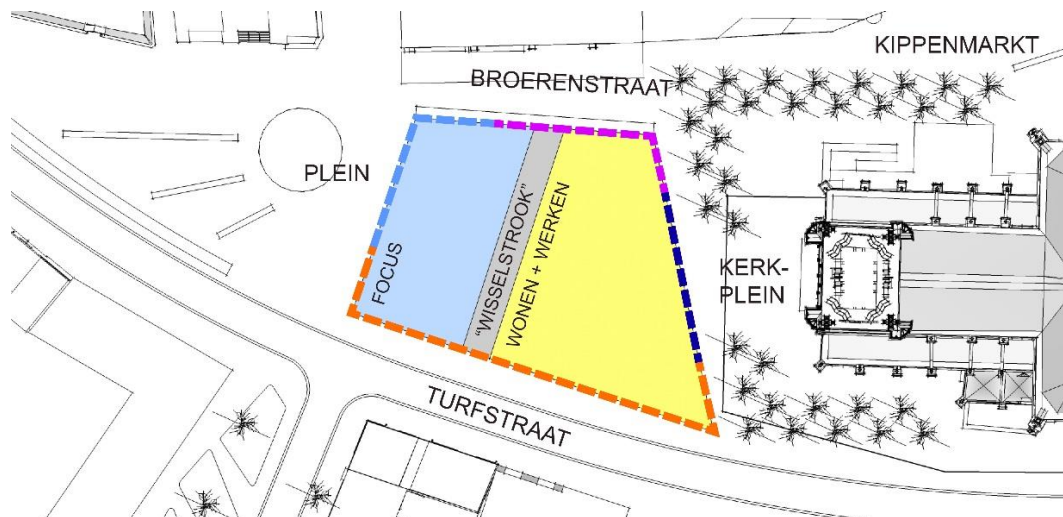 KIPPENMARKT
BROERENSTRAAT
PLEIN
FOCUS
“WISSELSTROOK”
WONEN + WERKEN
KERK-
PLEIN
TURFSTRAAT